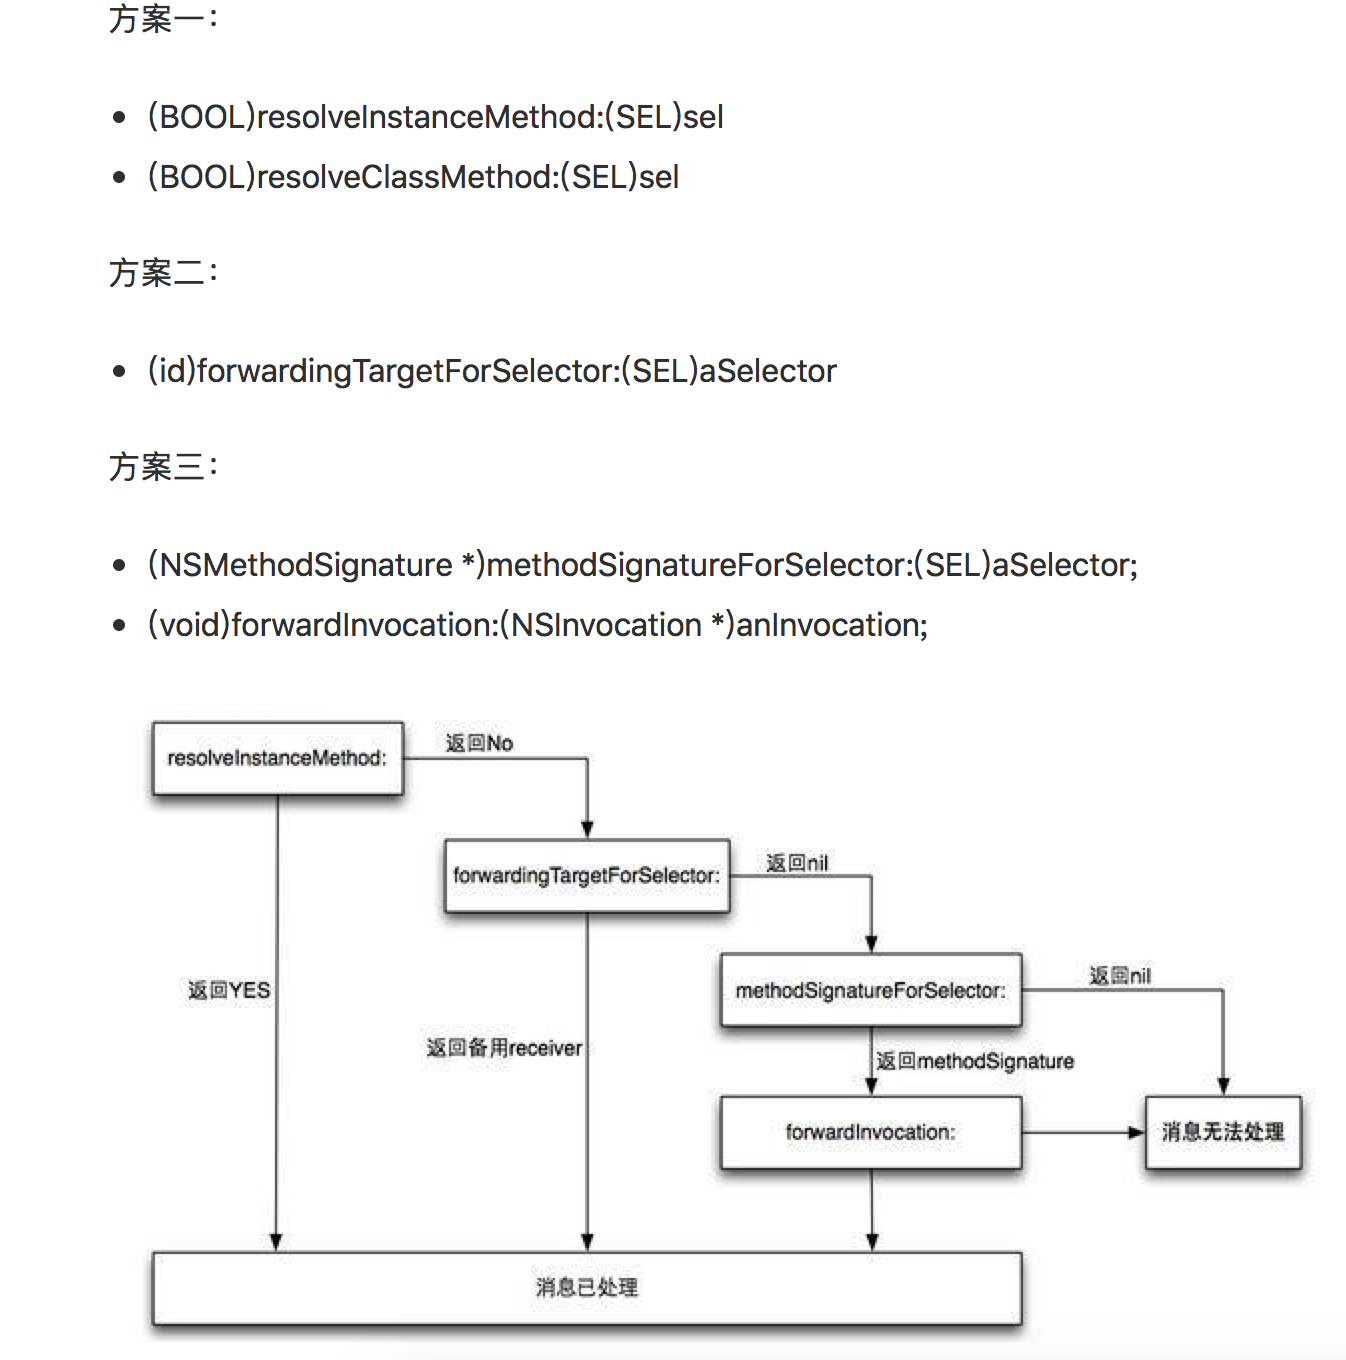 方案一：
• (BOOL)resolveInstanceMethod:(SEL)sel
• (BOOL)resolveClassMethod:(SEL)sel
方案二：
• (id)forwardingTargetForSelector:(SEL)aSelector
方案三：
• (NSMethodSignature *)methodSignatureForSelector:(SEL)aSelector;
• (void)forwardInvocation:(NSInvocation *)anInvocation;
返回No
resolveInstanceMethod:
返回nil
forwardingTargetForSelector:
返回nil
methodSignatureForSelector:
返回YES
返回备用receiver
返回methodSignature
forwardInvocation:
消息无法处理
消息已处理